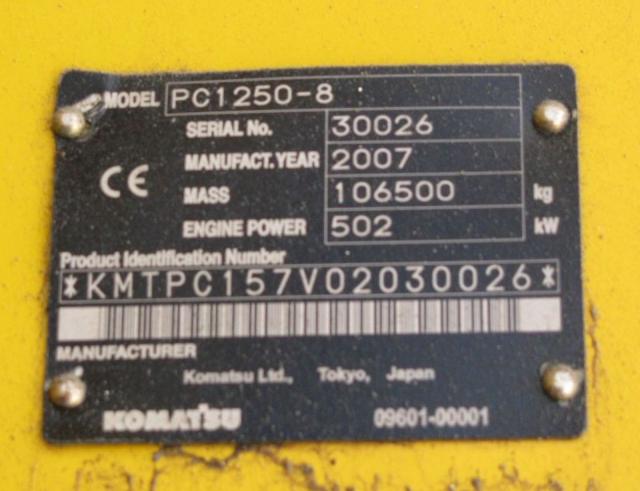 MODEL PC1250-8
SERIAL No. 30026
MANUFACT. YEAR 2007
CE MASS 106500 kg
ENGINE POWER 502 kW
Product Identification Number
*KMTPC157V02030026*
MANUFACTURER
Komatsu Ltd., Tokyo, Japan
KOMATSU 09601-00001